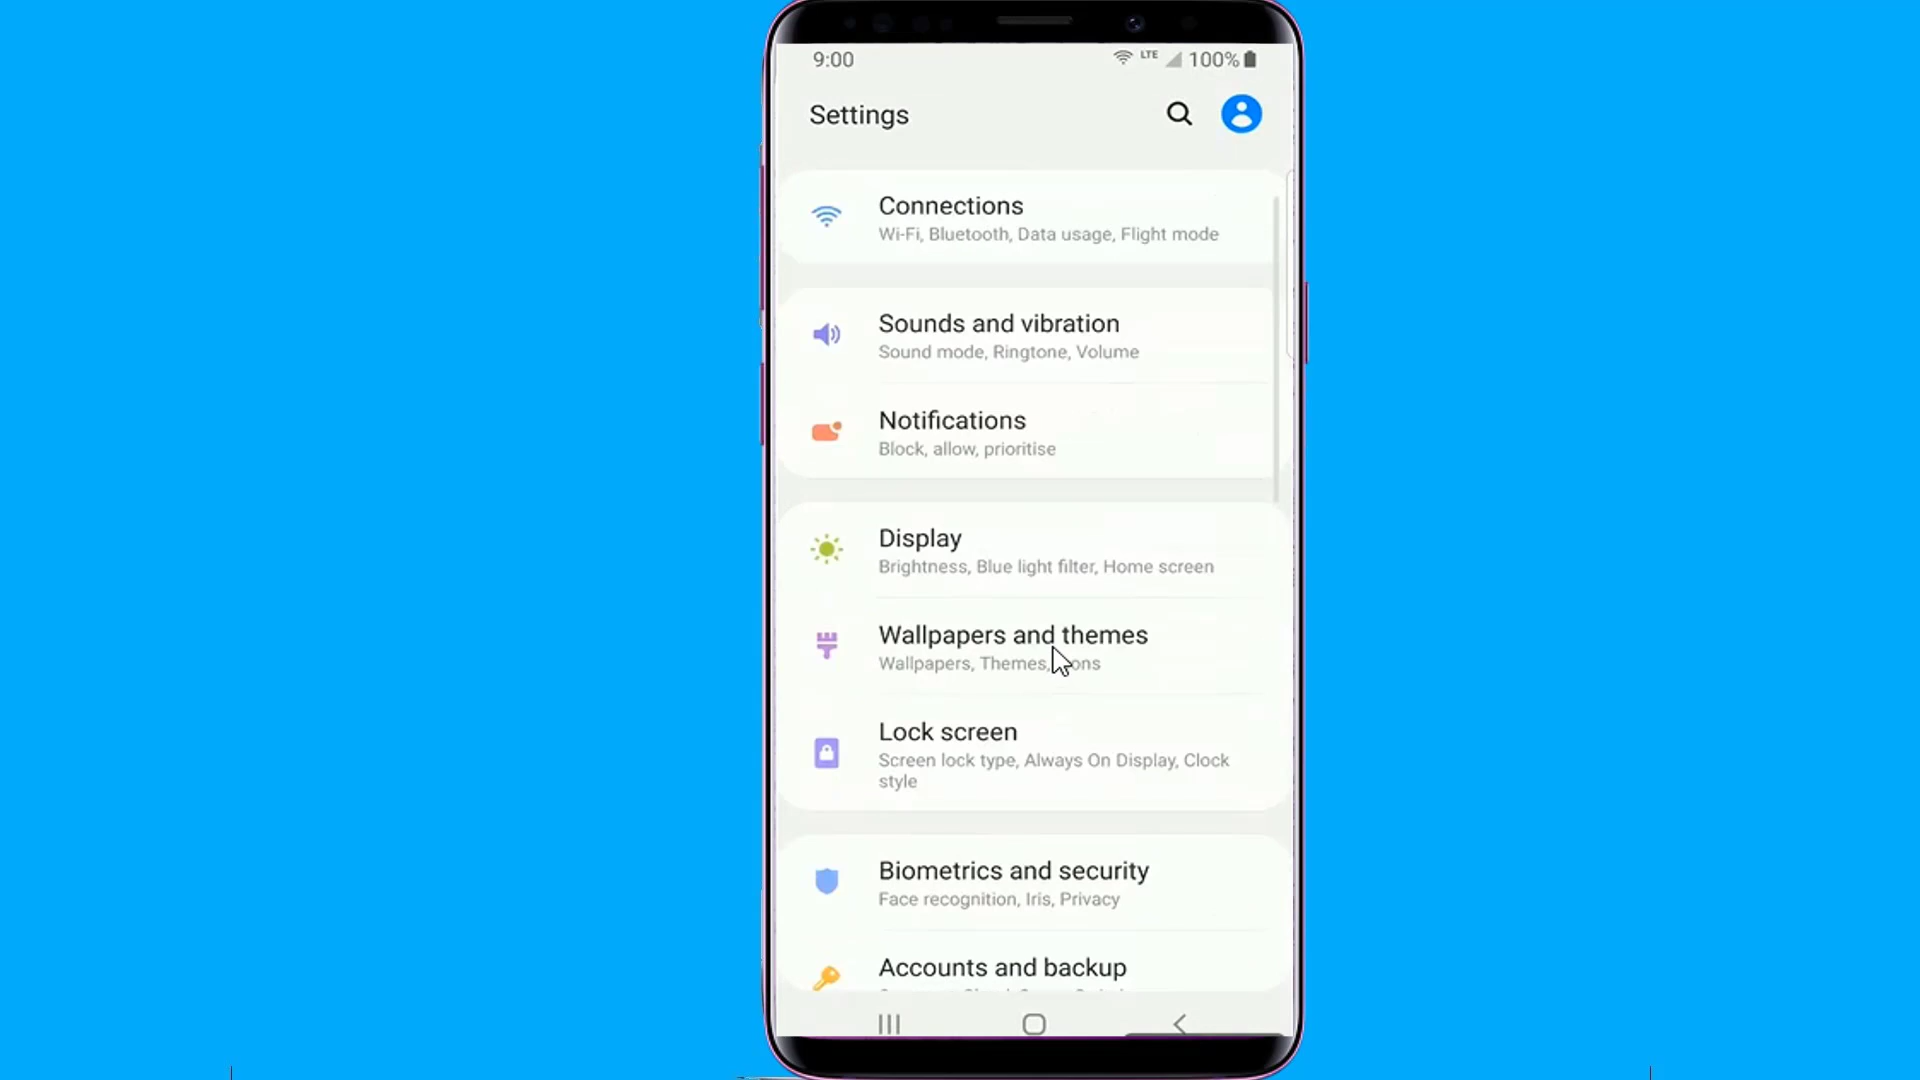 9:00
LTE 100%
Settings
Connections
Wi-Fi, Bluetooth, Data usage, Flight mode
Sounds and vibration
Sound mode, Ringtone, Volume
Notifications
Block, allow, prioritise
Display
Brightness, Blue light filter, Home screen
Wallpapers and themes
Wallpapers, Themes,
Lock screen
Screen lock type, Always On Display, Clock
style
Biometrics and security
Face recognition, Iris, Privacy
Accounts and backup